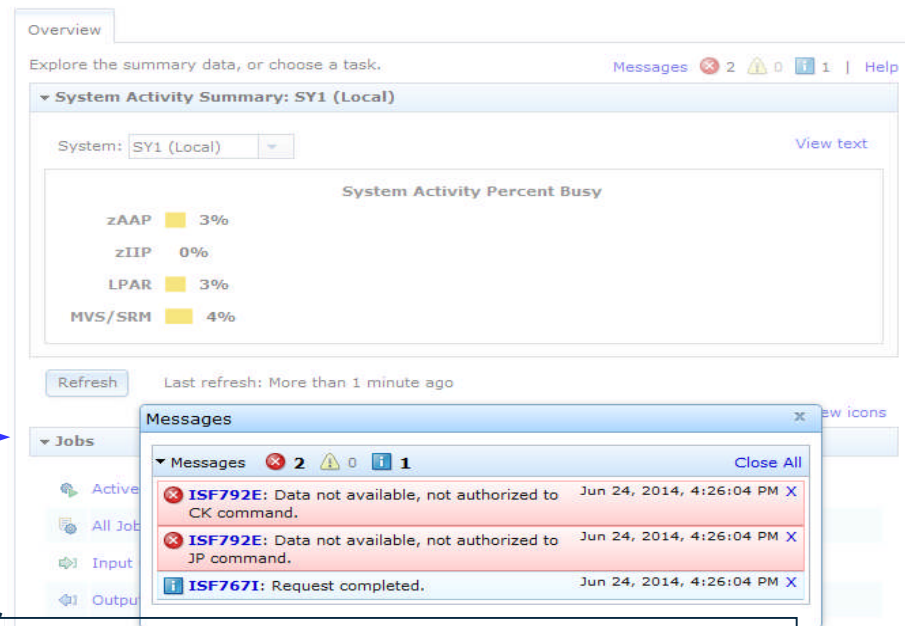 Overview
Explore the summary data, or choose a task.
Messages 2 0 1 | Help
System Activity Summary: SY1 (Local)
System: SY1 (Local)
View text
System Activity Percent Busy
zAAP 3%
zIIP 0%
LPAR 3%
MVS/SRM 4%
Refresh Last refresh: More than 1 minute ago
icons
Jobs
Messages x
Messages 2 0 1 Close All
Active
ISF792E: Data not available, not authorized to Jun 24, 2014, 4:26:04 PM X
CK command.
All Job
ISF792E: Data not available, not authorized to Jun 24, 2014, 4:26:04 PM X
JP command.
Input
ISF767I: Request completed. Jun 24, 2014, 4:26:04 PM X
Outpu